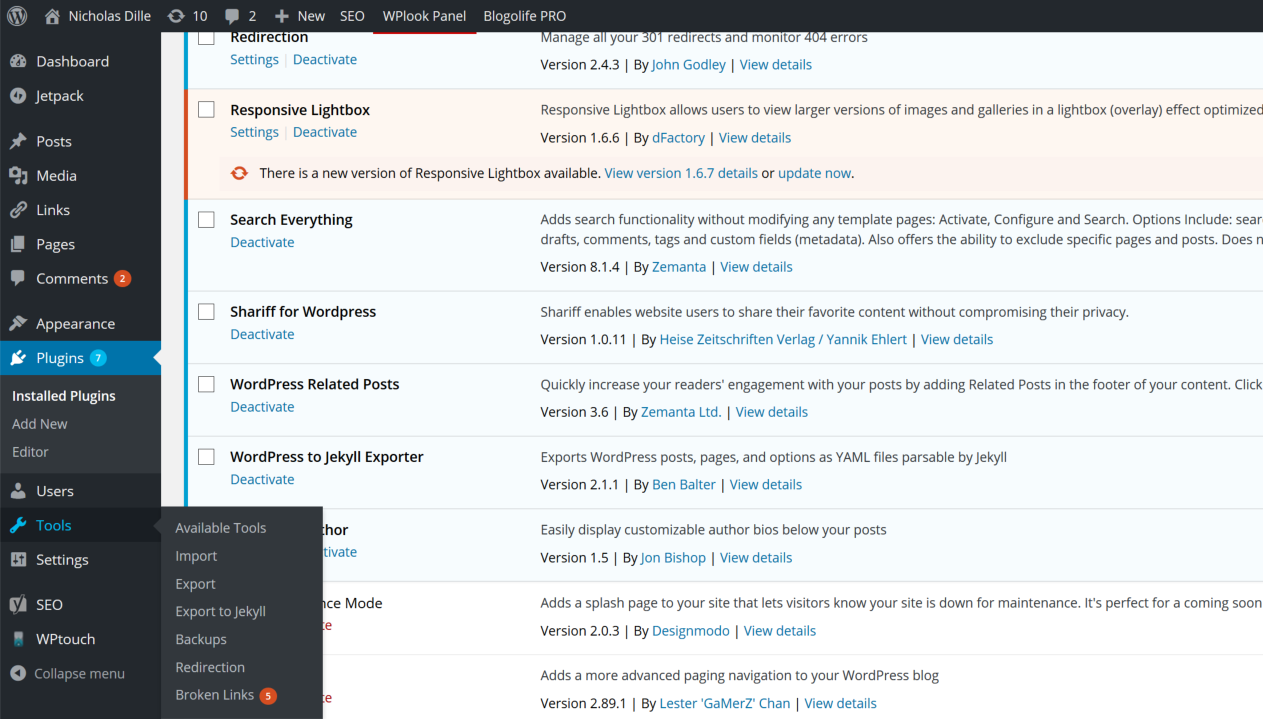 Nicholas Dille 10 2 New SEO WPlook Panel Blogolife PRO
Dashboard
Jetpack
Posts
Media
Links
Pages
Comments 2
Appearance
Plugins 7
Installed Plugins
Add New
Editor
Users
Tools
Settings
SEO
WPtouch
Collapse menu
Available Tools
Import
Export
Export to Jekyll
Backups
Redirection
Broken Links 5
Redirection
Settings | Deactivate
Manage all your 301 redirects and monitor 404 errors
Version 2.4.3 | By John Godley | View details
Responsive Lightbox
Settings | Deactivate
Responsive Lightbox allows users to view larger versions of images and galleries in a lightbox (overlay) effect optimized
Version 1.6.6 | By dFactory | View details
There is a new version of Responsive Lightbox available. View version 1.6.7 details or update now.
Search Everything
Deactivate
Adds search functionality without modifying any template pages: Activate, Configure and Search. Options Include: sear
drafts, comments, tags and custom fields (metadata). Also offers the ability to exclude specific pages and posts. Does n
Version 8.1.4 | By Zemanta | View details
Shariff for Wordpress
Deactivate
Shariff enables website users to share their favorite content without compromising their privacy.
Version 1.0.11 | By Heise Zeitschriften Verlag / Yannik Ehlert | View details
WordPress Related Posts
Deactivate
Quickly increase your readers' engagement with your posts by adding Related Posts in the footer of your content. Click
Version 3.6 | By Zemanta Ltd. | View details
WordPress to Jekyll Exporter
Deactivate
Exports WordPress posts, pages, and options as YAML files parsable by Jekyll
Version 2.1.1 | By Ben Balter | View details
thor
ivate
Easily display customizable author bios below your posts
Version 1.5 | By Jon Bishop | View details
nce Mode
te
Adds a splash page to your site that lets visitors know your site is down for maintenance. It's perfect for a coming soon
Version 2.0.3 | By Designmodo | View details
te
Adds a more advanced paging navigation to your WordPress blog
Version 2.89.1 | By Lester 'GaMerZ' Chan | View details